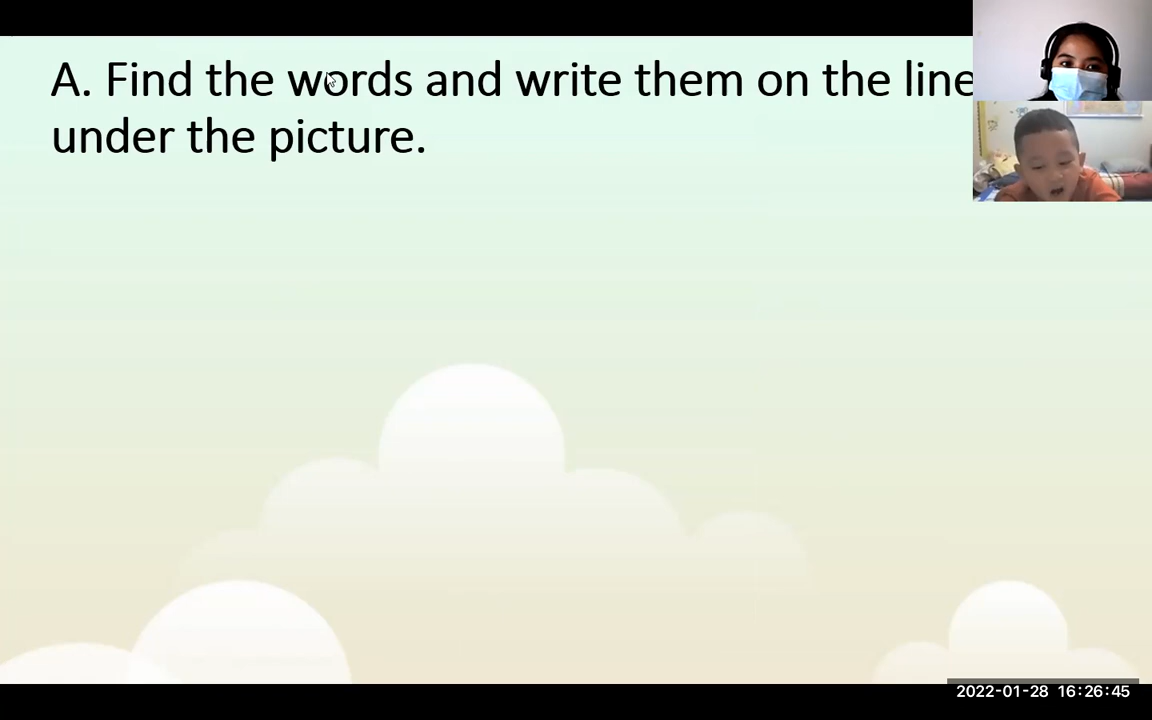 A. Find the words and write them on the line
under the picture.
2022-01-28 16:26:45